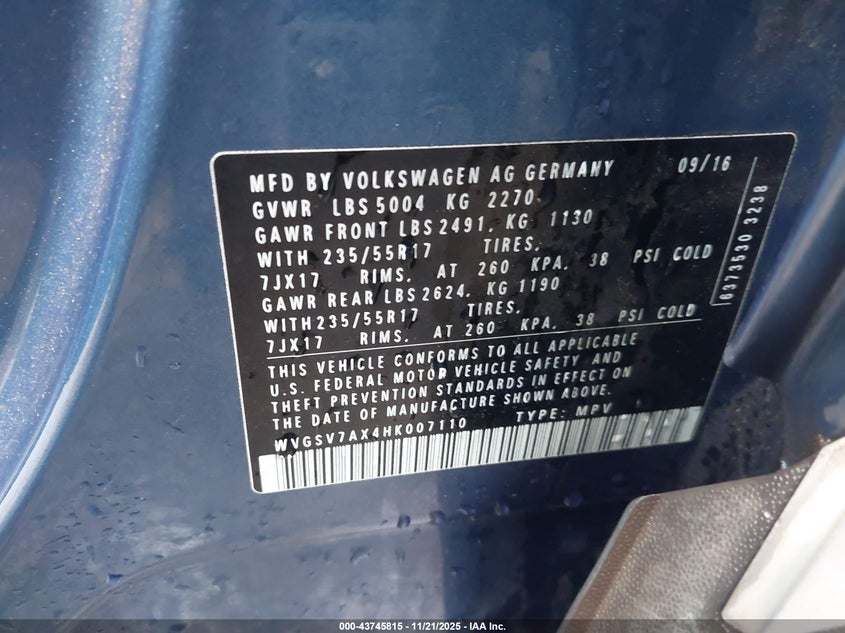 MFD BY VOLKSWAGEN AG GERMANY 09/16
GVWR LBS 5004 KG 2270
GAWR FRONT LBS 2491, KG 1130
WITH 235/55R17 TIRES,
7JX17 RIMS, AT 260 KPA, 38 PSI COLD
GAWR REAR LBS 2624, KG 1190
WITH 235/55R17 TIRES,
7JX17 RIMS, AT 260 KPA, 38 PSI COLD
THIS VEHICLE CONFORMS TO ALL APPLICABLE
U.S. FEDERAL MOTOR VEHICLE SAFETY AND
THEFT PREVENTION STANDARDS IN EFFECT ON
THE DATE OF MANUFACTURE SHOWN ABOVE.
WVGSV7AX4HK007110 TYPE: MPV
6373530 3238
000-43745815 - 11/21/2025 - IAA Inc.